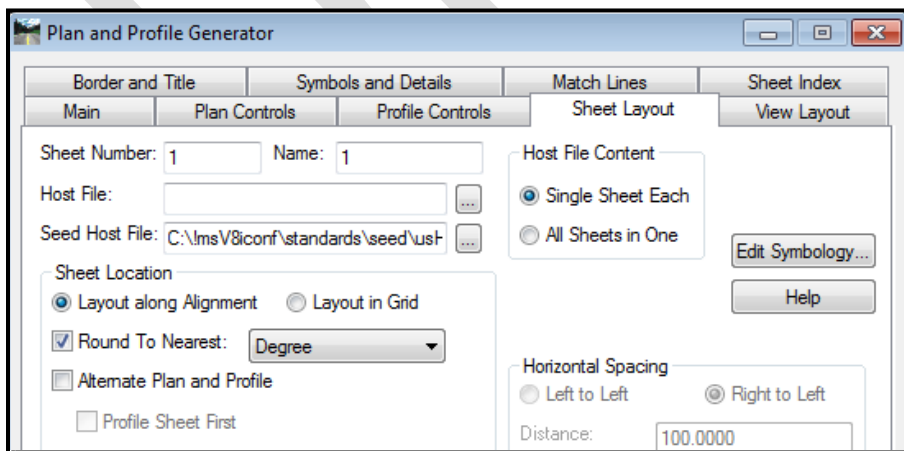 Plan and Profile Generator
Border and Title Symbols and Details Match Lines Sheet Index
Main Plan Controls Profile Controls Sheet Layout View Layout
Sheet Number: 1 Name: 1
Host File: ...
Seed Host File: C:\!msV8iconf\standards\seed\usH ...
Sheet Location
Layout along Alignment Layout in Grid
Round To Nearest: Degree
Alternate Plan and Profile
Profile Sheet First
Host File Content
Single Sheet Each
All Sheets in One
Edit Symbology...
Help
Horizontal Spacing
Left to Left Right to Left
Distance: 100.0000